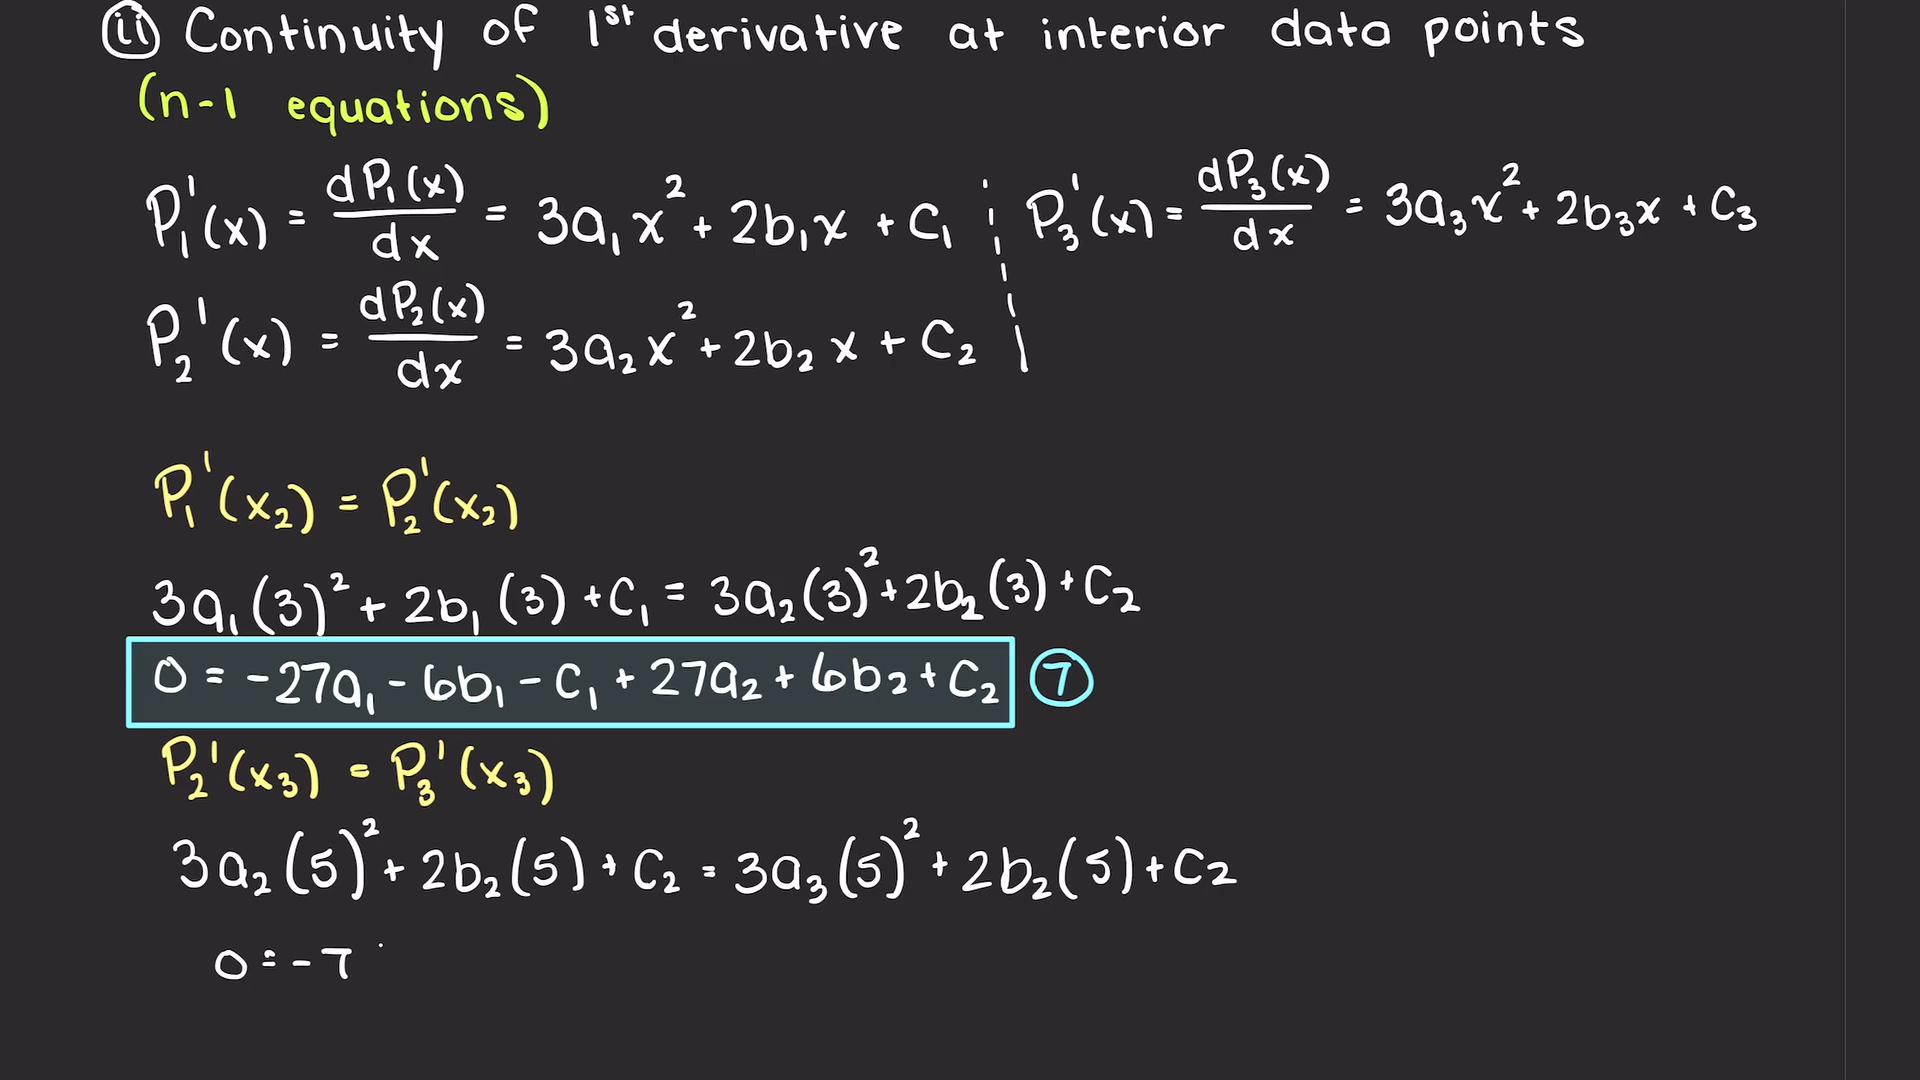 (ii) Continuity of 1st derivative at interior data points
(n-1 equations)
P₁'(x) = dP₁(x)/dx = 3a₁x² + 2b₁x + C₁
P₃'(x) = dP₃(x)/dx = 3a₃x² + 2b₃x + C₃
P₂'(x) = dP₂(x)/dx = 3a₂x² + 2b₂x + C₂
P₁'(x₂) = P₂'(x₂)
3a₁(3)² + 2b₁(3) + C₁ = 3a₂(3)² + 2b₂(3) + C₂
0 = -27a₁ - 6b₁ - C₁ + 27a₂ + 6b₂ + C₂ (7)
P₂'(x₃) = P₃'(x₃)
3a₂(5)² + 2b₂(5) + C₂ = 3a₃(5)² + 2b₂(5) + C₂
0 = -7